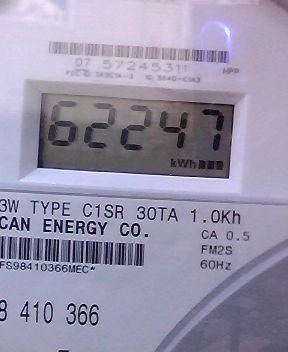 07 57245311
HPP
62247
kWh
3W TYPE C1SR 30TA 1.0Kh
CAN ENERGY CO.
CA 0.5
FM2S
FS98410366MEC*
60Hz
8 410 366